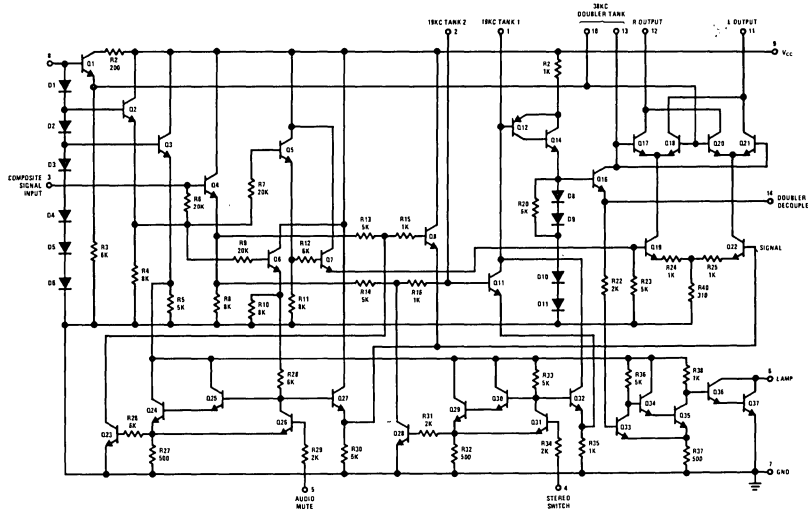 38KC
DOUBLER TANK
19KC TANK 2
19KC TANK 1
R OUTPUT
L OUTPUT
2
1
10
13
12
11
8
Q1
R2
200
9
VCC
R2
1K
D1
Q2
Q12
Q14
Q17
Q18
Q20
Q21
D2
Q3
Q5
D3
Q16
COMPOSITE
SIGNAL
INPUT
3
Q4
R7
20K
D8
14
DOUBLER
DECOUPLE
R6
20K
R20
6K
D9
D4
R13
5K
R15
1K
Q8
R3
6K
R9
20K
Q6
R12
6K
Q7
Q19
Q22
SIGNAL
D5
R4
8K
R24
1K
R25
1K
D10
R14
5K
R16
1K
Q11
R22
2K
R23
5K
R40
310
D6
R5
5K
R8
8K
R10
8K
R11
8K
D11
R28
6K
R33
5K
R36
5K
R38
1K
6
LAMP
Q24
Q25
Q27
Q29
Q30
Q32
Q34
Q36
Q37
Q23
R26
6K
Q26
Q28
R31
2K
Q31
Q33
Q35
R27
500
R29
2K
R30
5K
R32
500
R34
2K
R35
1K
R37
500
7
GND
5
AUDIO
MUTE
4
STEREO
SWITCH